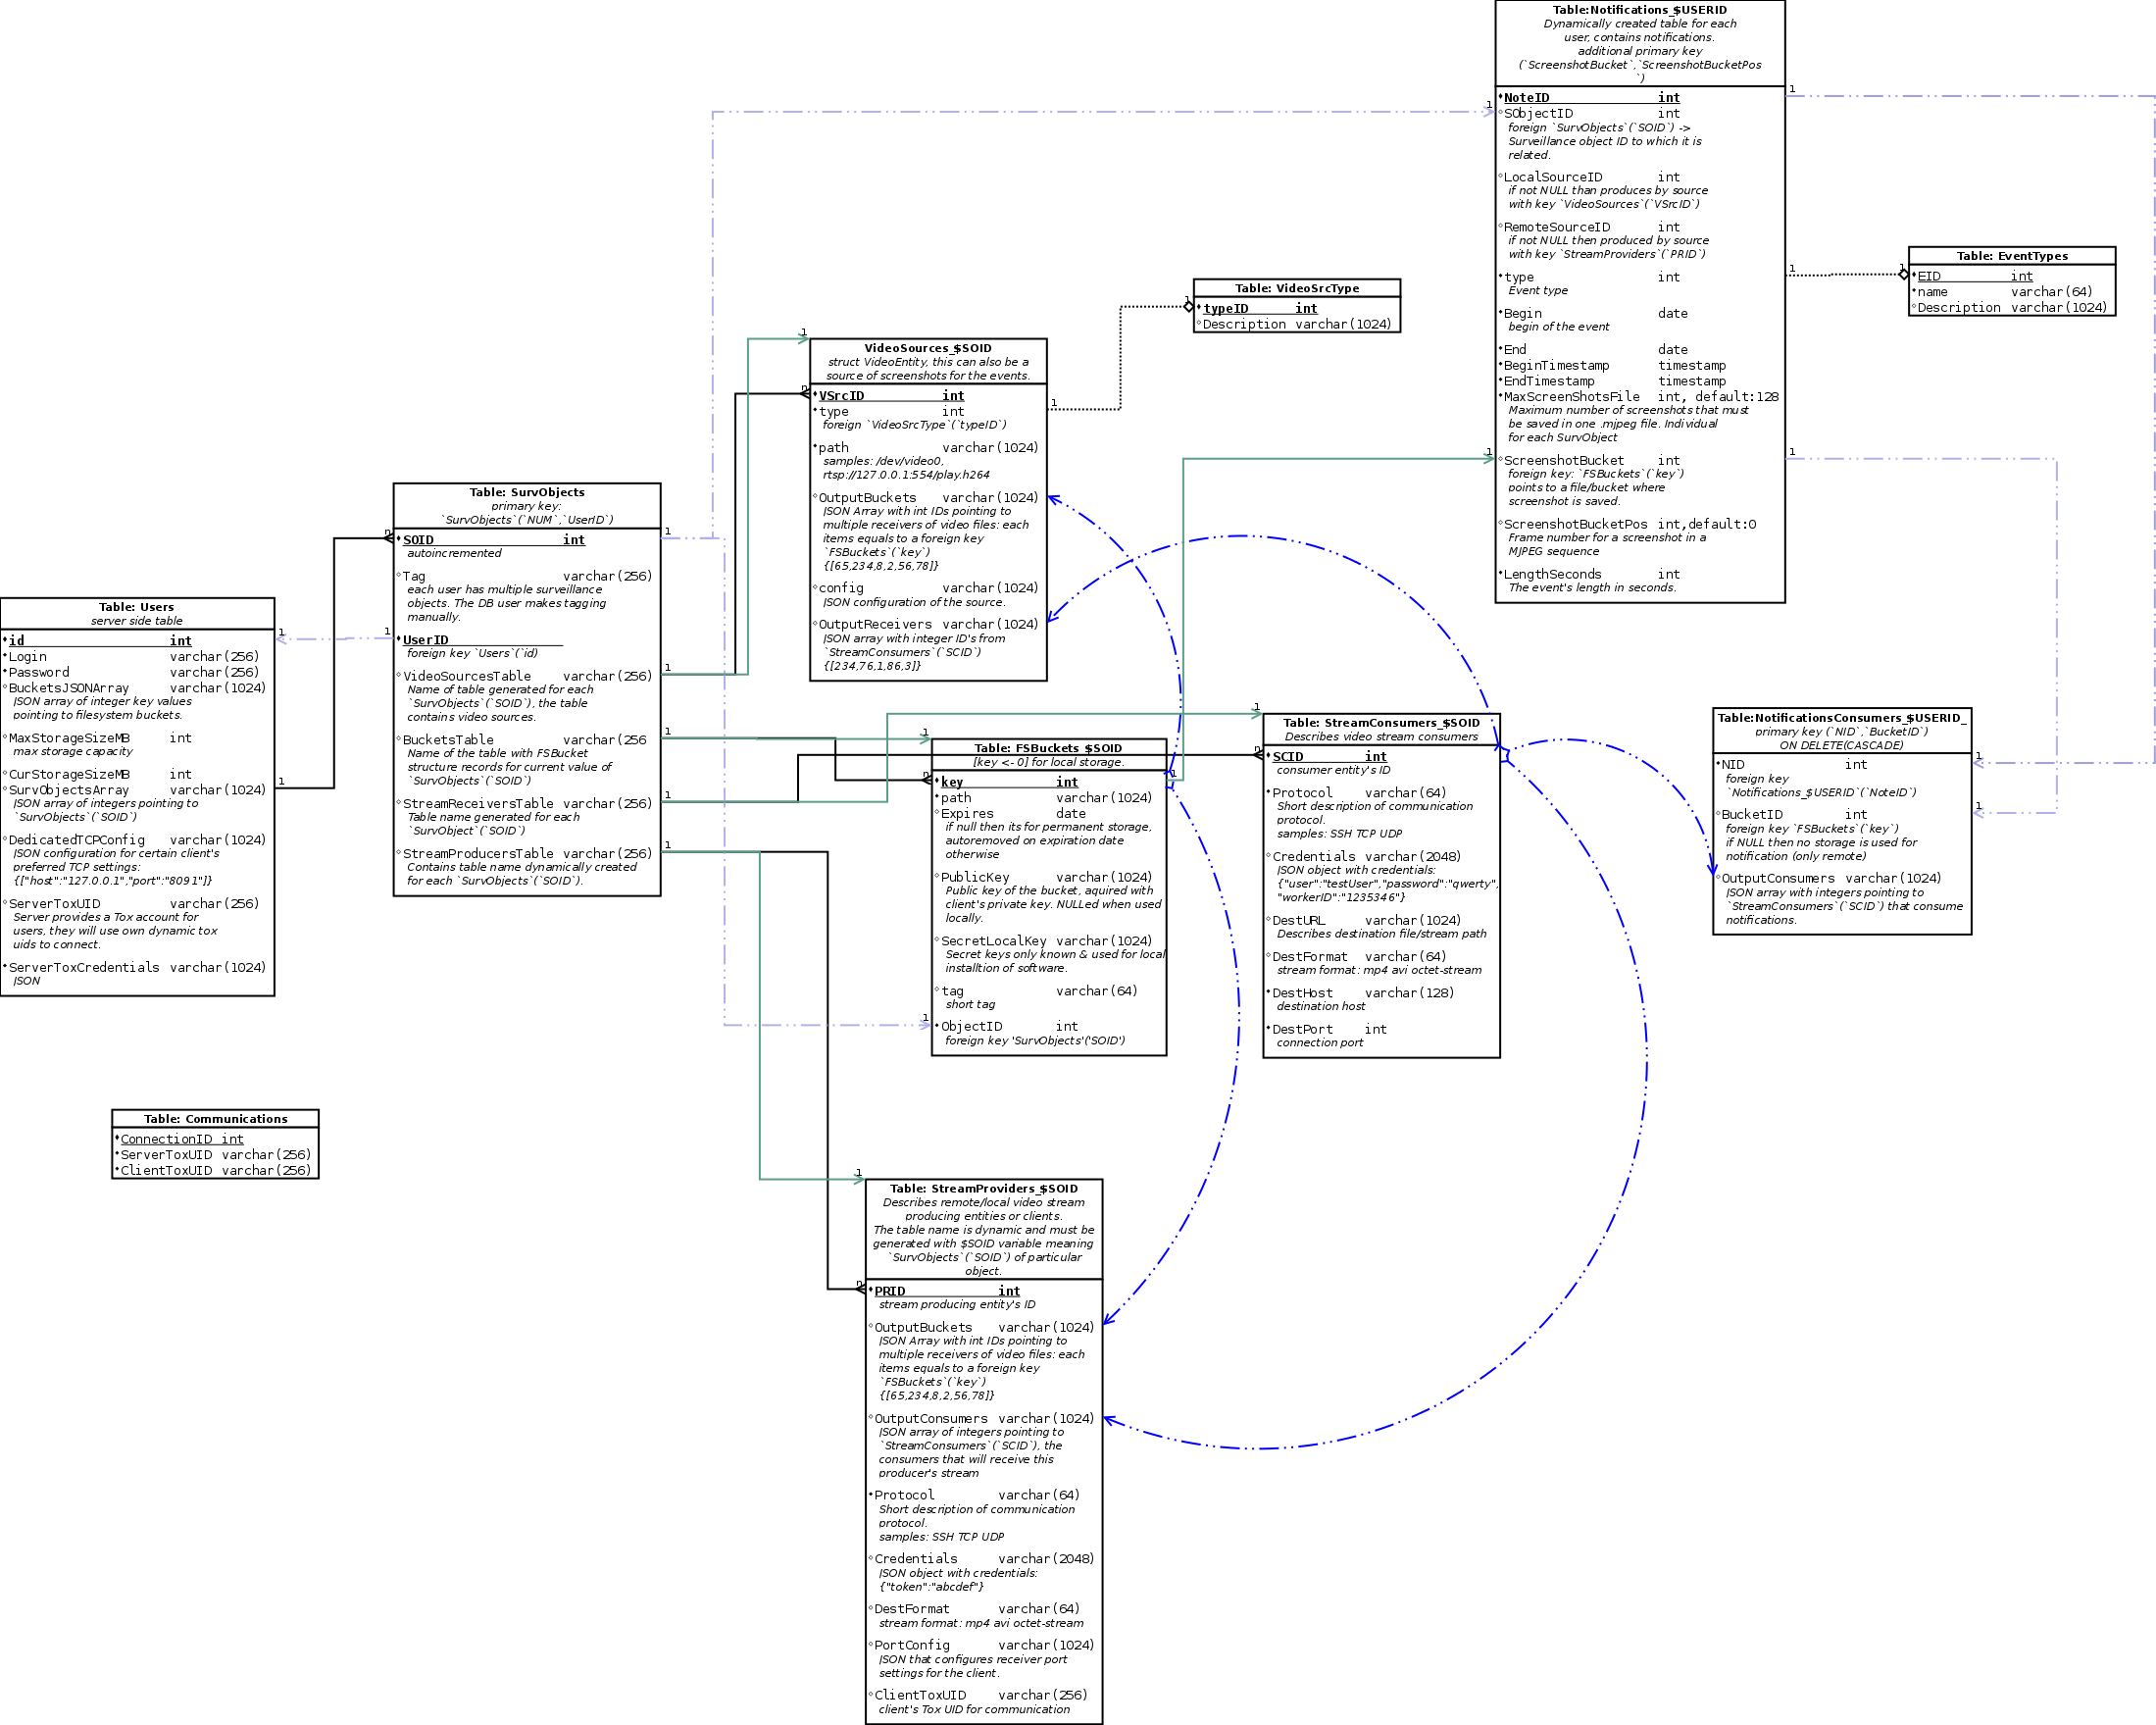 Table:Notifications_$USERID
Dynamically created table for each
user, contains notifications.
additional primary key
(`ScreenshotBucket`,`ScreenshotBucketPos
`)
NoteID int
SObjectID int
foreign `SurvObjects`(`SOID`) ->
Surveillance object ID to which it is
related.
LocalSourceID int
if not NULL than produces by source
with key `VideoSources`(`VSrcID`)
RemoteSourceID int
if not NULL then produced by source
with key `StreamProviders`(`PRID`)
type int
Event type
Begin date
begin of the event
End date
BeginTimestamp timestamp
EndTimestamp timestamp
MaxScreenShotsFile int, default:128
Maximum number of screenshots that must
be saved in one .mjpeg file. Individual
for each SurvObject
ScreenshotBucket int
foreign key: `FSBuckets`(`key`)
points to a file/bucket where
screenshot is saved.
ScreenshotBucketPos int,default:0
Frame number for a screenshot in a
MJPEG sequence
LengthSeconds int
The event's length in seconds.
Table: EventTypes
EID int
name varchar(64)
Description varchar(1024)
Table: VideoSrcType
typeID int
Description varchar(1024)
VideoSources_$SOID
struct VideoEntity, this can also be a
source of screenshots for the events.
VSrcID int
type int
foreign `VideoSrcType`(`typeID`)
path varchar(1024)
samples: /dev/video0,
rtsp://127.0.0.1:554/play.h264
OutputBuckets varchar(1024)
JSON Array with int IDs pointing to
multiple receivers of video files: each
items equals to a foreign key
`FSBuckets`(`key`)
{[65,234,8,2,56,78]}
config varchar(1024)
JSON configuration of the source.
OutputReceivers varchar(1024)
JSON array with integer ID's from
`StreamConsumers`(`SCID`)
{[234,76,1,86,3]}
Table: SurvObjects
primary key:
`SurvObjects`(`NUM`,`UserID`)
SOID int
autoincremented
Tag varchar(256)
each user has multiple surveillance
objects. The DB user makes tagging
manually.
UserID
foreign key `Users`(`id)
VideoSourcesTable varchar(256)
Name of table generated for each
`SurvObjects`(`SOID`), the table
contains video sources.
BucketsTable varchar(256
Name of the table with FSBucket
structure records for current value of
`SurvObjects`(`SOID`)
StreamReceiversTable varchar(256)
Table name generated for each
`SurvObject`(`SOID`)
StreamProducersTable varchar(256)
Contains table name dynamically created
for each `SurvObjects`(`SOID`).
Table: Users
server side table
id int
Login varchar(256)
Password varchar(256)
BucketsJSONArray varchar(1024)
JSON array of integer key values
pointing to filesystem buckets.
MaxStorageSizeMB int
max storage capacity
CurStorageSizeMB int
SurvObjectsArray varchar(1024)
JSON array of integers pointing to
`SurvObjects`(`SOID`)
DedicatedTCPConfig varchar(1024)
JSON configuration for certain client's
preferred TCP settings:
{["host":"127.0.0.1","port":"8091"]}
ServerToxUID varchar(256)
Server provides a Tox account for
users, they will use own dynamic tox
uids to connect.
ServerToxCredentials varchar(1024)
JSON
Table: FSBuckets_$SOID
[key <- 0] for local storage.
key int
path varchar(1024)
Expires date
if null then its for permanent storage,
autoremoved on expiration date
otherwise
PublicKey varchar(1024)
Public key of the bucket, aquired with
client's private key. NULLed when used
locally.
SecretLocalKey varchar(1024)
Secret keys only known & used for local
installtion of software.
tag varchar(64)
short tag
ObjectID int
foreign key 'SurvObjects'('SOID')
Table: StreamConsumers_$SOID
Describes video stream consumers
SCID int
consumer entity's ID
Protocol varchar(64)
Short description of communication
protocol.
samples: SSH TCP UDP
Credentials varchar(2048)
JSON object with credentials:
{"user":"testUser","password":"qwerty",
"workerID":"1235346"}
DestURL varchar(1024)
Describes destination file/stream path
DestFormat varchar(64)
stream format: mp4 avi octet-stream
DestHost varchar(128)
destination host
DestPort int
connection port
Table:NotificationsConsumers_$USERID_
primary key (`NID`,`BucketID`)
ON DELETE(CASCADE)
NID int
foreign key
`Notifications_$USERID`(`NoteID`)
BucketID int
foreign key `FSBuckets`(`key`)
if NULL then no storage is used for
notification (only remote)
OutputConsumers varchar(1024)
JSON array with integers pointing to
`StreamConsumers`(`SCID`) that consume
notifications.
Table: Communications
ConnectionID int
ServerToxUID varchar(256)
ClientToxUID varchar(256)
Table: StreamProviders_$SOID
Describes remote/local video stream
producing entities or clients.
The table name is dynamic and must be
generated with $SOID variable meaning
`SurvObjects`(`SOID`) of particular
object.
PRID int
stream producing entity's ID
OutputBuckets varchar(1024)
JSON Array with int IDs pointing to
multiple receivers of video files: each
items equals to a foreign key
`FSBuckets`(`key`)
{[65,234,8,2,56,78]}
OutputConsumers varchar(1024)
JSON array of integers pointing to
`StreamConsumers`(`SCID`), the
consumers that will receive this
producer's stream
Protocol varchar(64)
Short description of communication
protocol.
samples: SSH TCP UDP
Credentials varchar(2048)
JSON object with credentials:
{"token":"abcdef"}
DestFormat varchar(64)
stream format: mp4 avi octet-stream
PortConfig varchar(1024)
JSON that configures receiver port
settings for the client.
ClientToxUID varchar(256)
client's Tox UID for communication